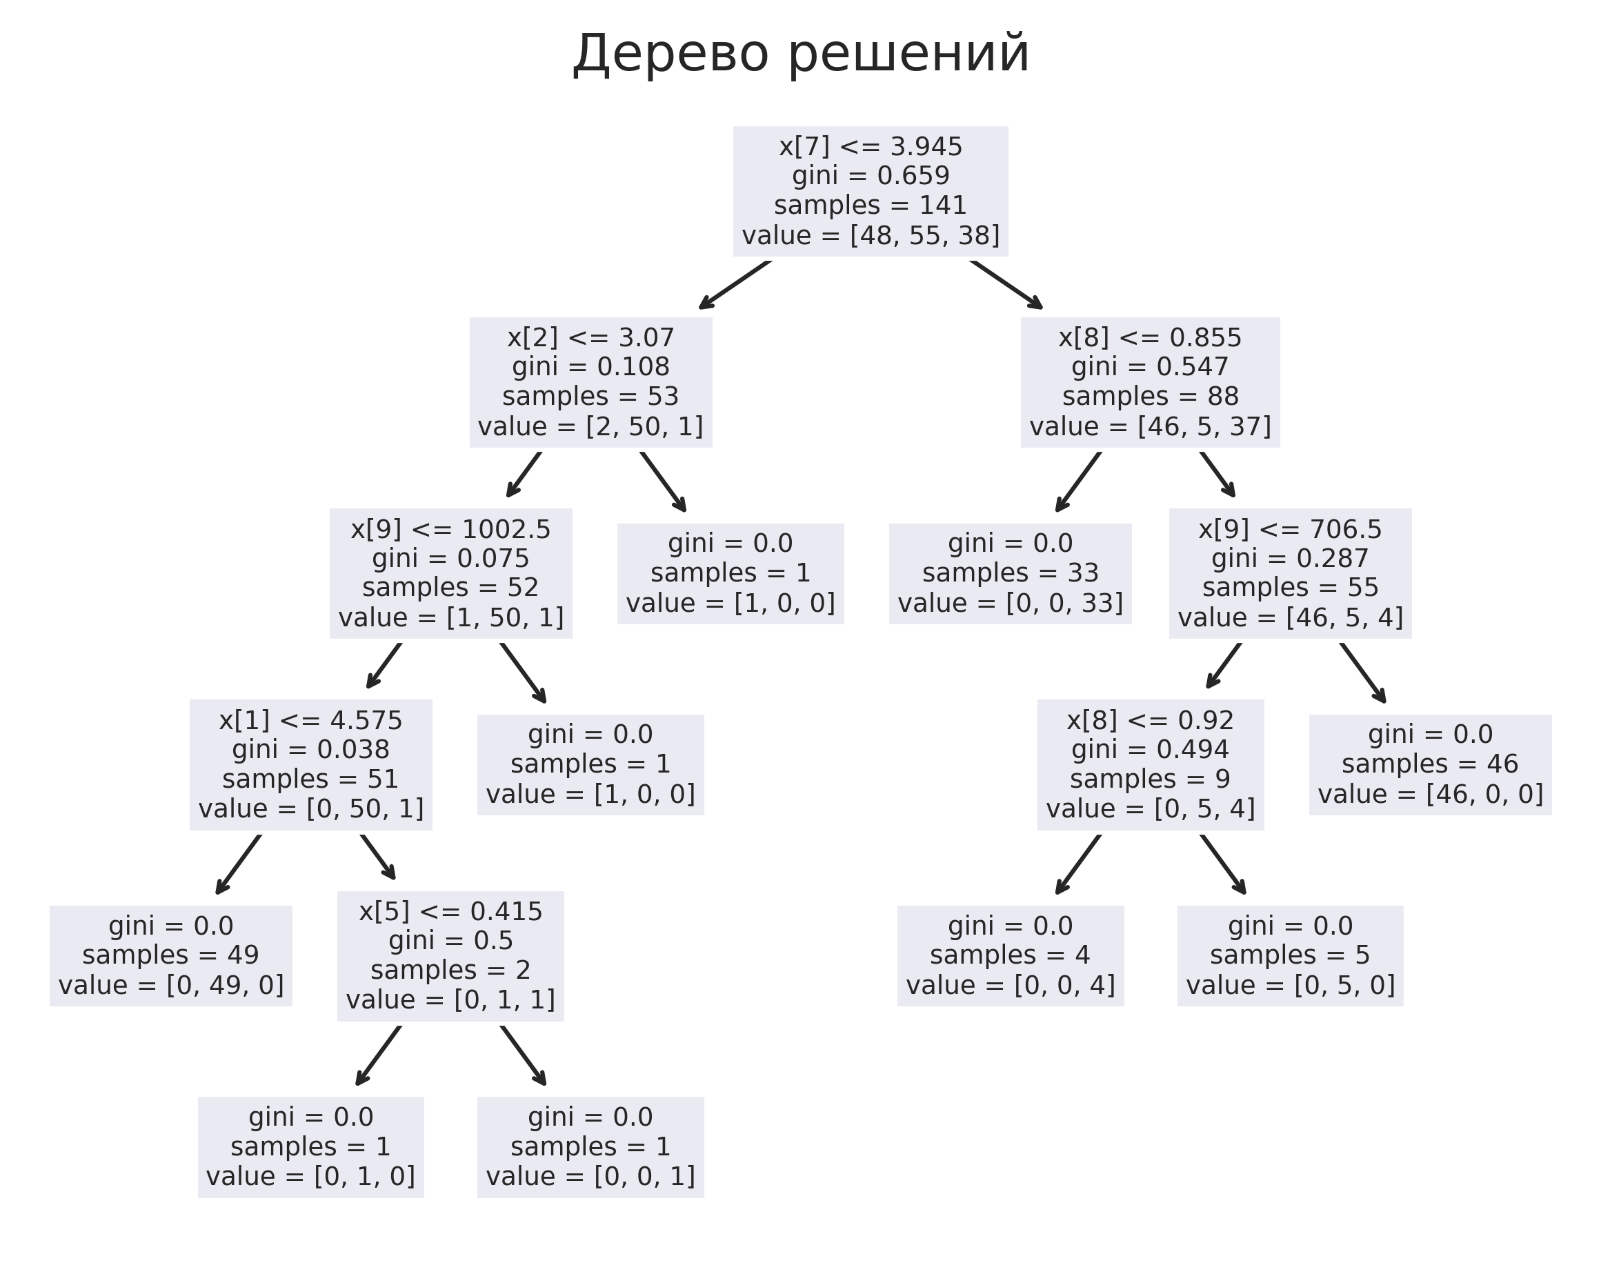 Дерево решений
x[7] <= 3.945
gini = 0.659
samples = 141
value = [48, 55, 38]
x[2] <= 3.07
gini = 0.108
samples = 53
value = [2, 50, 1]
x[8] <= 0.855
gini = 0.547
samples = 88
value = [46, 5, 37]
x[9] <= 1002.5
gini = 0.075
samples = 52
value = [1, 50, 1]
gini = 0.0
samples = 1
value = [1, 0, 0]
gini = 0.0
samples = 33
value = [0, 0, 33]
x[9] <= 706.5
gini = 0.287
samples = 55
value = [46, 5, 4]
x[1] <= 4.575
gini = 0.038
samples = 51
value = [0, 50, 1]
gini = 0.0
samples = 1
value = [1, 0, 0]
x[8] <= 0.92
gini = 0.494
samples = 9
value = [0, 5, 4]
gini = 0.0
samples = 46
value = [46, 0, 0]
gini = 0.0
samples = 49
value = [0, 49, 0]
x[5] <= 0.415
gini = 0.5
samples = 2
value = [0, 1, 1]
gini = 0.0
samples = 4
value = [0, 0, 4]
gini = 0.0
samples = 5
value = [0, 5, 0]
gini = 0.0
samples = 1
value = [0, 1, 0]
gini = 0.0
samples = 1
value = [0, 0, 1]